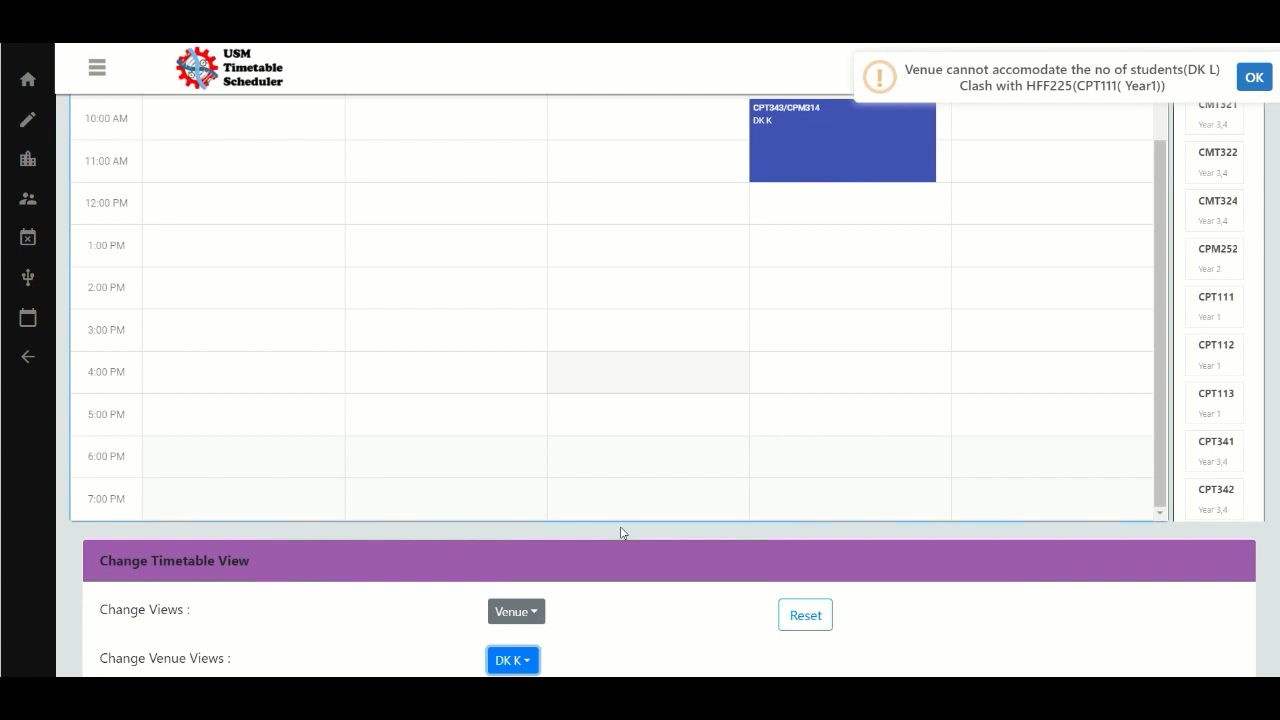 USM
Timetable
Scheduler
Venue cannot accomodate the no of students(DK L)
Clash with HFF225(CPT111( Year1))
OK
10:00 AM
11:00 AM
12:00 PM
1:00 PM
2:00 PM
3:00 PM
4:00 PM
5:00 PM
6:00 PM
7:00 PM
CPT343/CPM314
DK K
CMT321
Year 3,4
CMT322
Year 3,4
CMT324
Year 3,4
CPM252
Year 2
CPT111
Year 1
CPT112
Year 1
CPT113
Year 1
CPT341
Year 3,4
CPT342
Year 3,4
Change Timetable View
Change Views :
Venue
Reset
Change Venue Views :
DK K